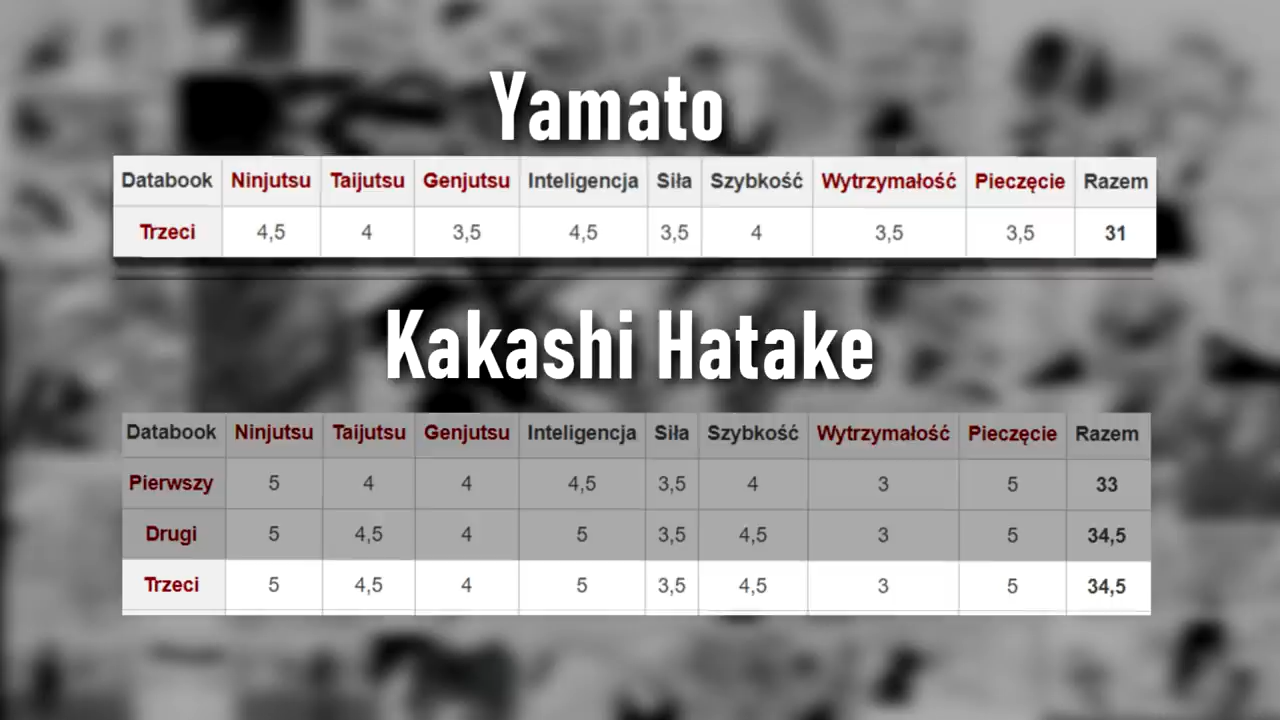 Yamato
Databook Ninjutsu Taijutsu Genjutsu Inteligencja Siła Szybkość Wytrzymałość Pieczęcie Razem
Trzeci 4,5 4 3,5 4,5 3,5 4 3,5 3,5 31
Kakashi Hatake
Databook Ninjutsu Taijutsu Genjutsu Inteligencja Siła Szybkość Wytrzymałość Pieczęcie Razem
Pierwszy 5 4 4 4,5 3,5 4 3 5 33
Drugi 5 4,5 4 5 3,5 4,5 3 5 34,5
Trzeci 5 4,5 4 5 3,5 4,5 3 5 34,5